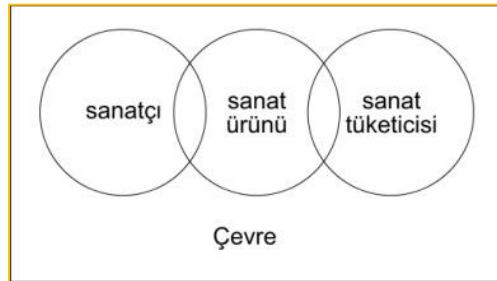 sanatçı
sanat
ürünü
sanat
tüketicisi
Çevre